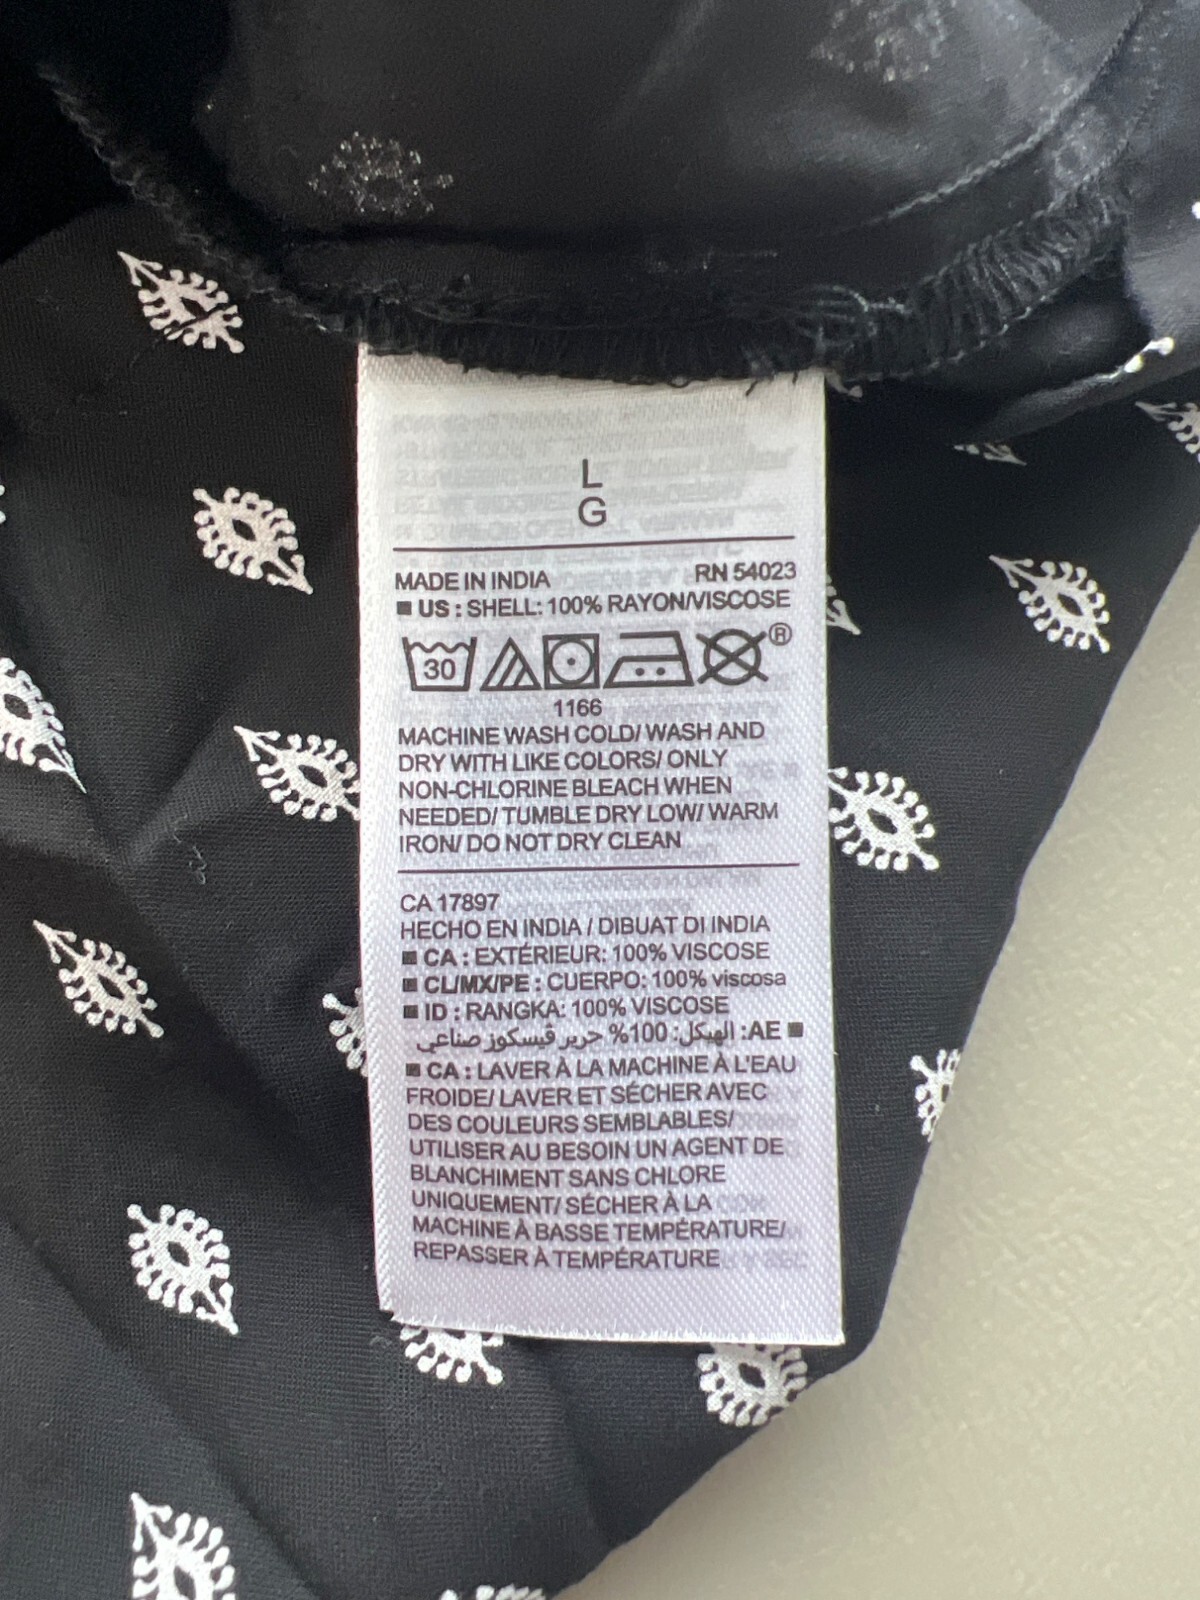 L
G
MADE IN INDIA RN 54023
■ US : SHELL: 100% RAYON/VISCOSE
30 ®
1166
MACHINE WASH COLD/ WASH AND
DRY WITH LIKE COLORS/ ONLY
NON-CHLORINE BLEACH WHEN
NEEDED/ TUMBLE DRY LOW/ WARM
IRON/ DO NOT DRY CLEAN
CA 17897
HECHO EN INDIA / DIBUAT DI INDIA
■ CA : EXTÉRIEUR: 100% VISCOSE
■ CL/MX/PE : CUERPO: 100% viscosa
■ ID : RANGKA: 100% VISCOSE
■ AE: الهيكل: 100% حرير ڤيسكوز صناعي
■ CA : LAVER À LA MACHINE À L'EAU
FROIDE/ LAVER ET SÉCHER AVEC
DES COULEURS SEMBLABLES/
UTILISER AU BESOIN UN AGENT DE
BLANCHIMENT SANS CHLORE
UNIQUEMENT/ SÉCHER À LA
MACHINE À BASSE TEMPÉRATURE/
REPASSER À TEMPÉRATURE